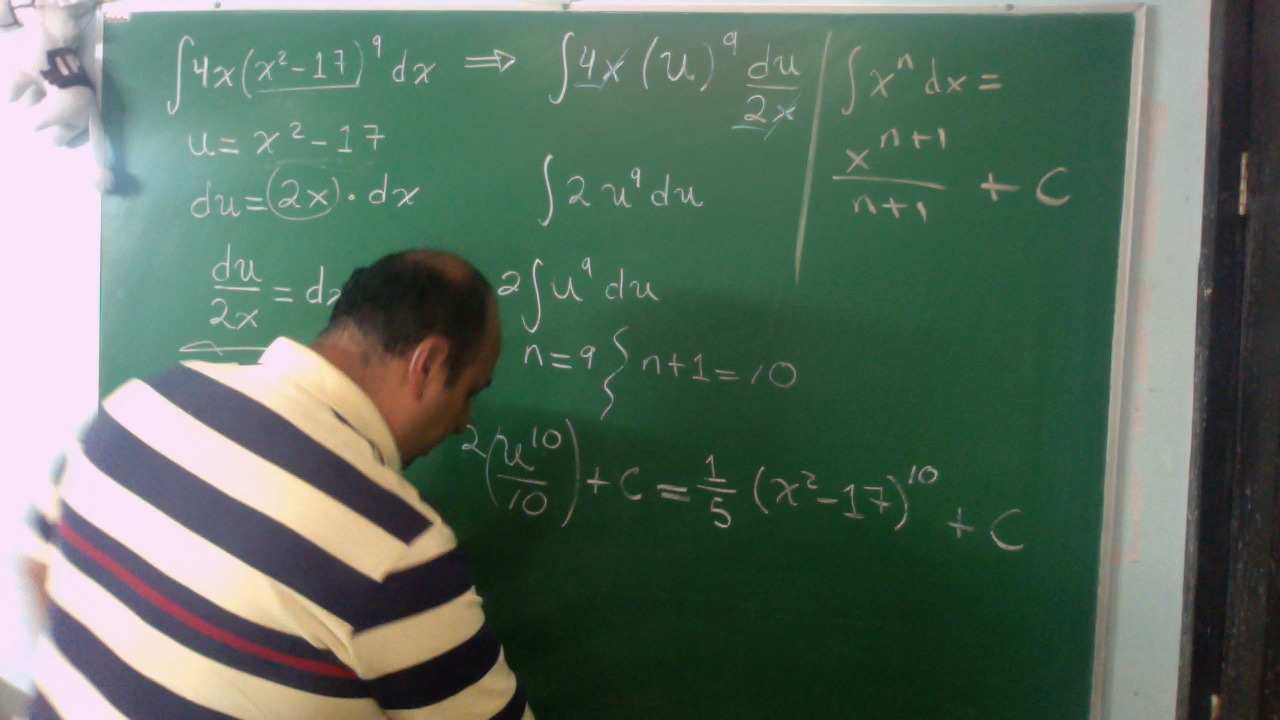 ∫4x(x²-17)⁹dx ⇒ ∫4x(u)⁹ du/2x
u = x²-17
du = (2x)·dx
du/2x = dx
∫2u⁹du
2∫u⁹du
n=9 } n+1=10
2(u¹⁰/10)+C = 1/5 (x²-17)¹⁰ + C
∫xⁿdx =
xⁿ⁺¹/n+1 + C